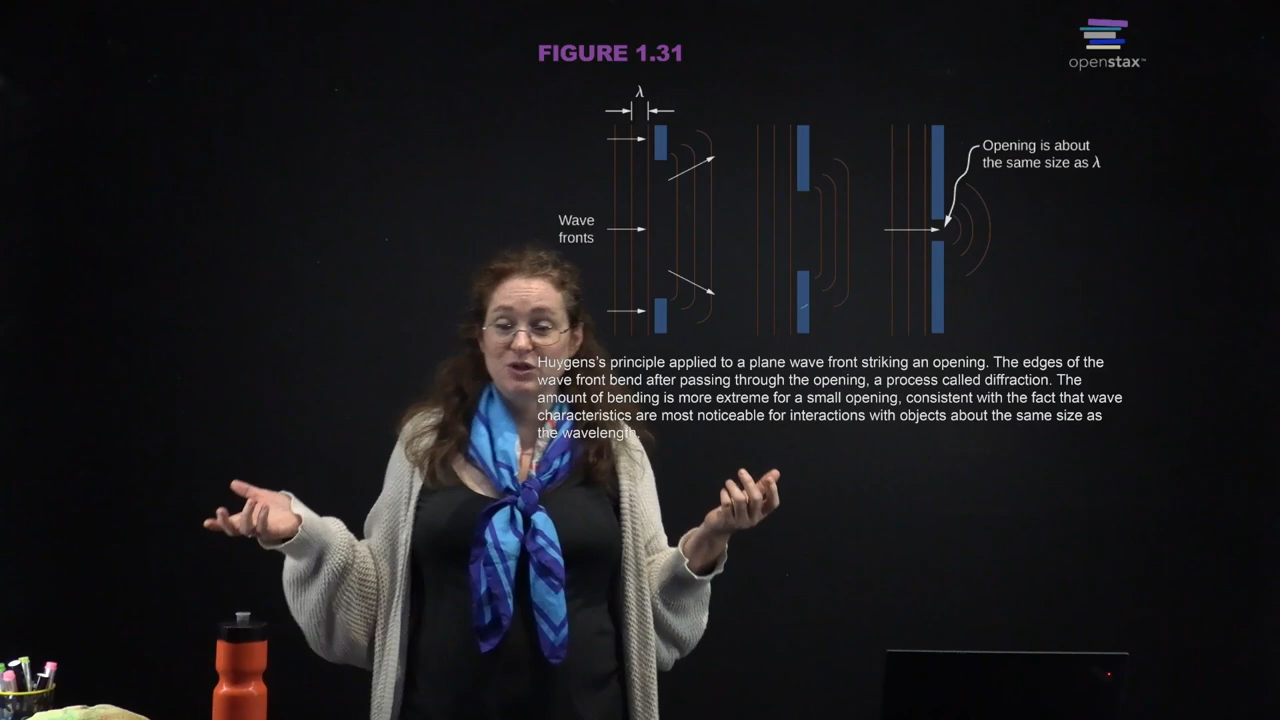 FIGURE 1.31
openstax™
λ
Opening is about
the same size as λ
Wave
fronts
Huygens's principle applied to a plane wave front striking an opening. The edges of the
wave front bend after passing through the opening, a process called diffraction. The
amount of bending is more extreme for a small opening, consistent with the fact that wave
characteristics are most noticeable for interactions with objects about the same size as
the wavelength.